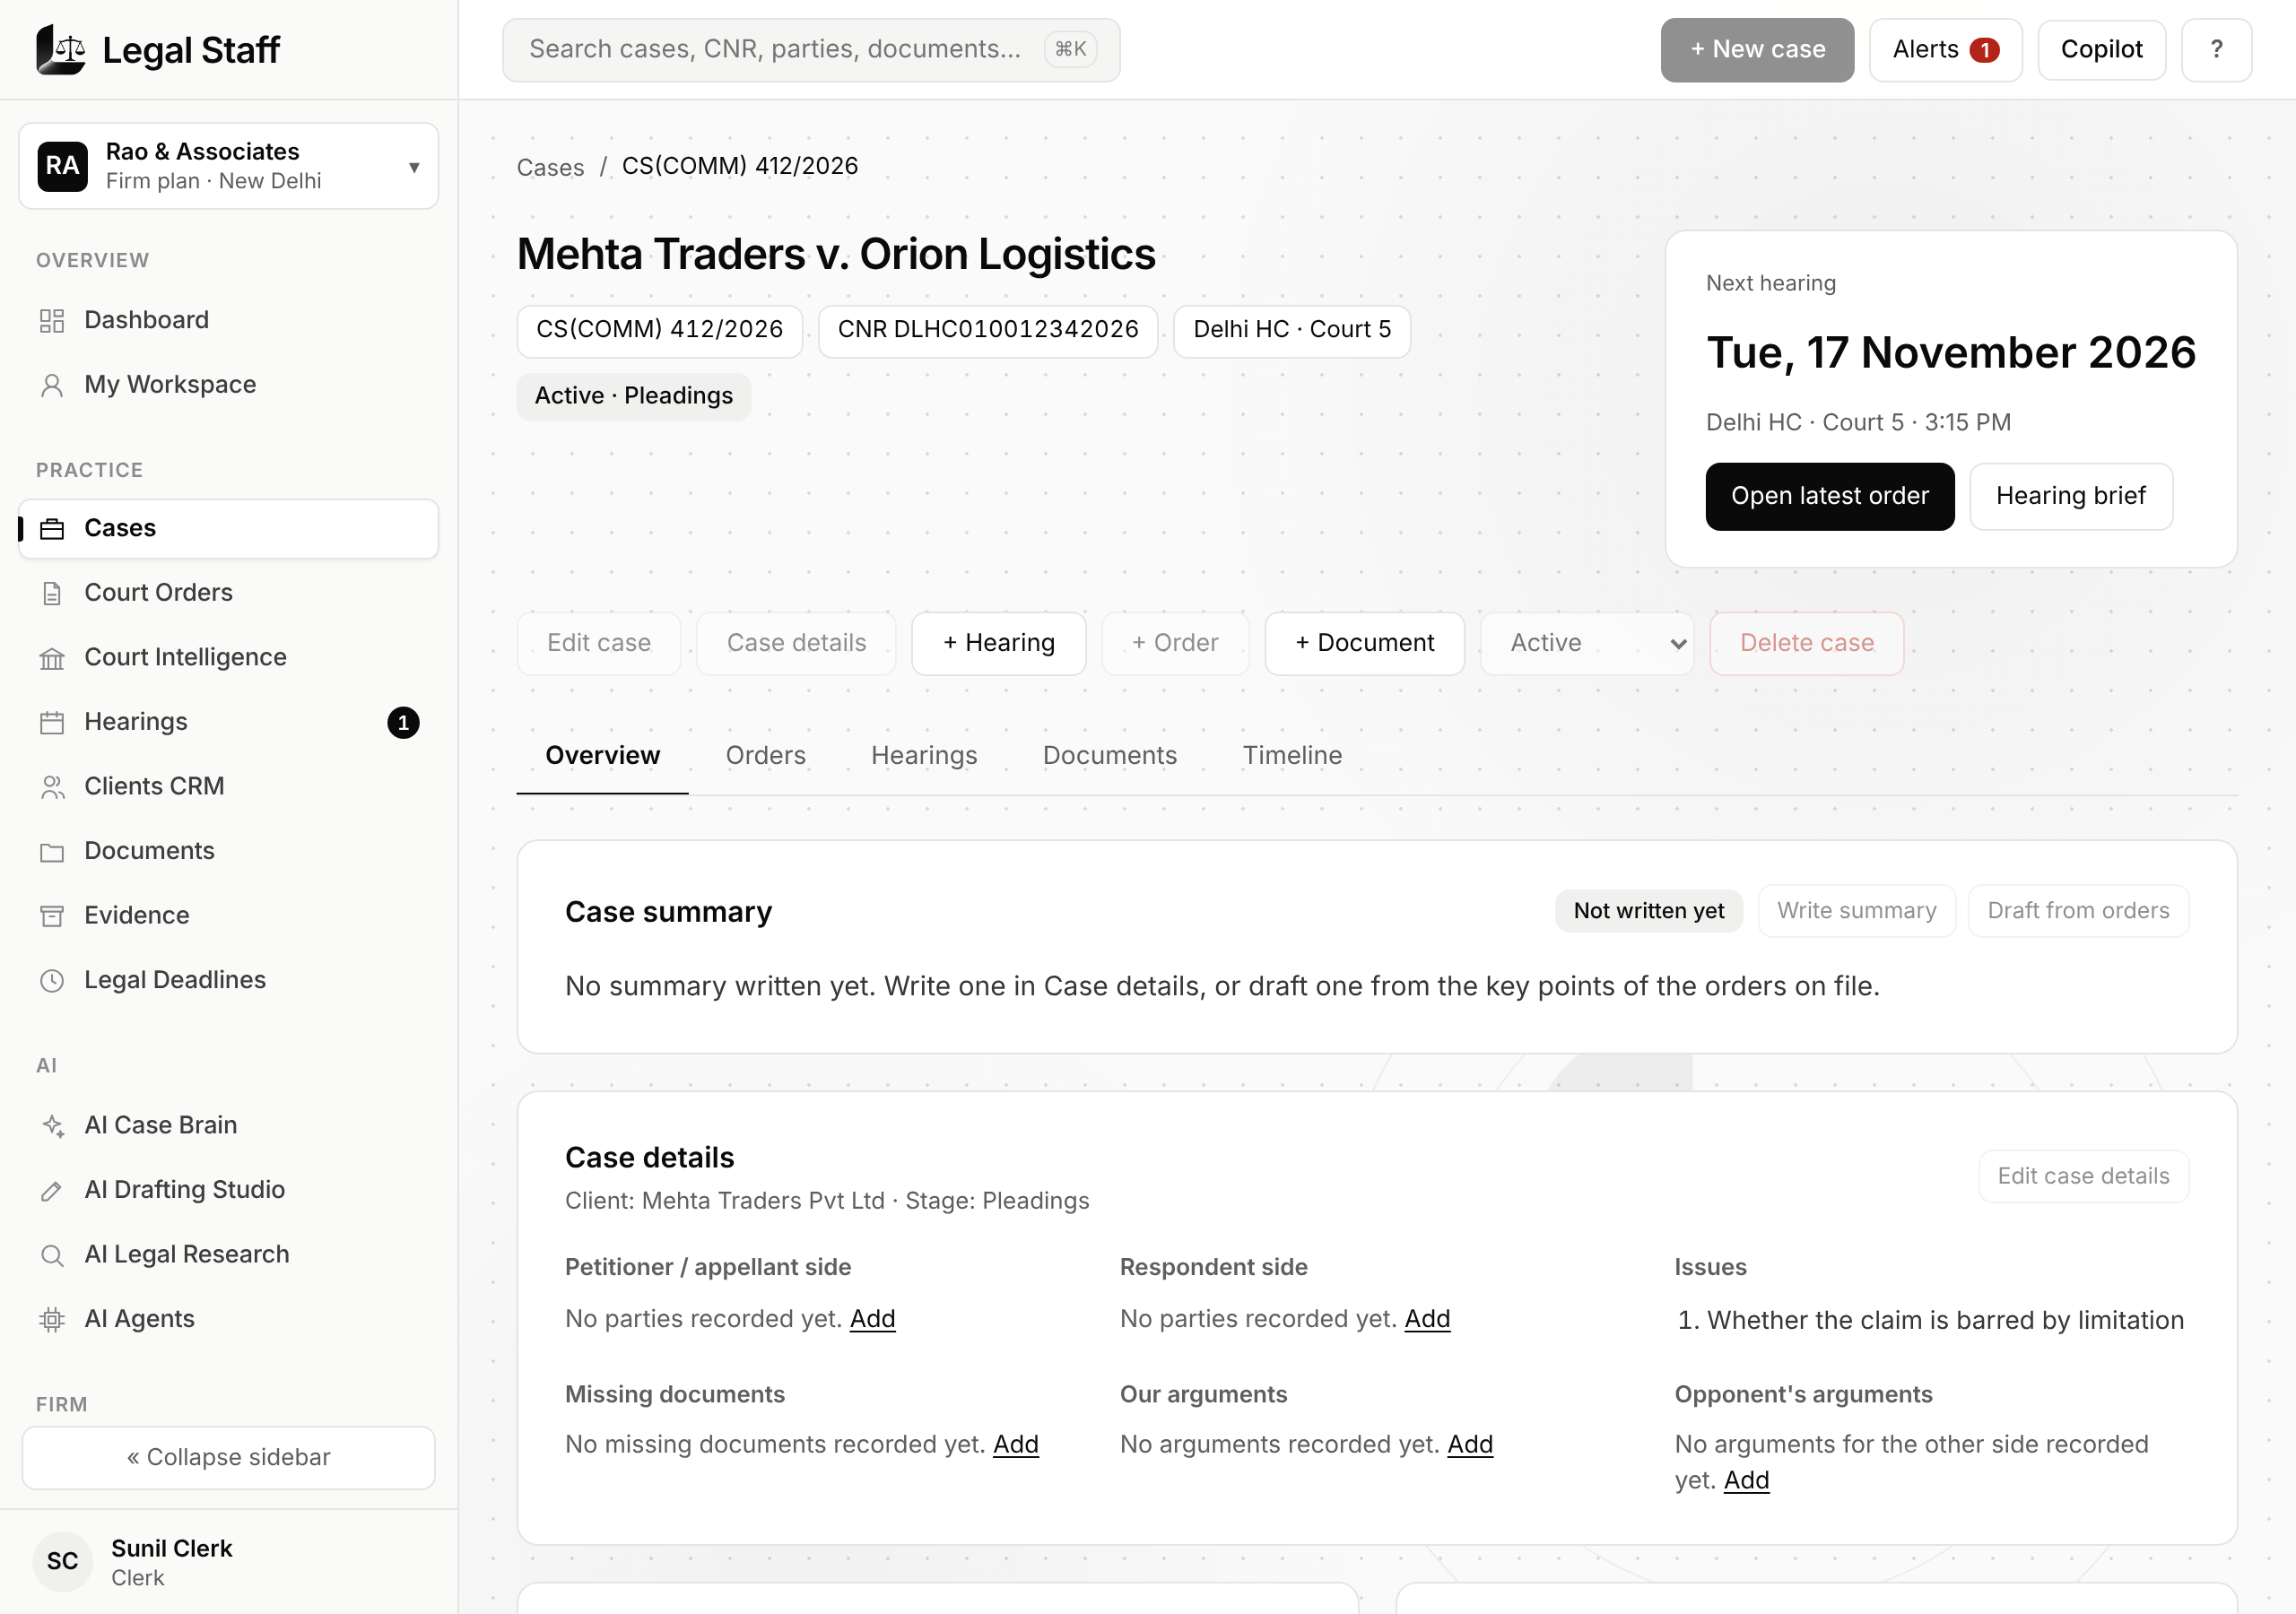 Legal Staff
Search cases, CNR, parties, documents... ⌘K
+ New case
Alerts 1
Copilot
?
RA
Rao & Associates
Firm plan · New Delhi
OVERVIEW
Dashboard
My Workspace
PRACTICE
Cases
Court Orders
Court Intelligence
Hearings 1
Clients CRM
Documents
Evidence
Legal Deadlines
AI
AI Case Brain
AI Drafting Studio
AI Legal Research
AI Agents
FIRM
« Collapse sidebar
SC
Sunil Clerk
Clerk
Cases / CS(COMM) 412/2026
Mehta Traders v. Orion Logistics
CS(COMM) 412/2026
CNR DLHC010012342026
Delhi HC · Court 5
Active · Pleadings
Next hearing
Tue, 17 November 2026
Delhi HC · Court 5 · 3:15 PM
Open latest order
Hearing brief
Edit case
Case details
+ Hearing
+ Order
+ Document
Active
Delete case
Overview
Orders
Hearings
Documents
Timeline
Case summary
Not written yet
Write summary
Draft from orders
No summary written yet. Write one in Case details, or draft one from the key points of the orders on file.
Case details
Client: Mehta Traders Pvt Ltd · Stage: Pleadings
Edit case details
Petitioner / appellant side
No parties recorded yet. Add
Respondent side
No parties recorded yet. Add
Issues
1. Whether the claim is barred by limitation
Missing documents
No missing documents recorded yet. Add
Our arguments
No arguments recorded yet. Add
Opponent's arguments
No arguments for the other side recorded
yet. Add